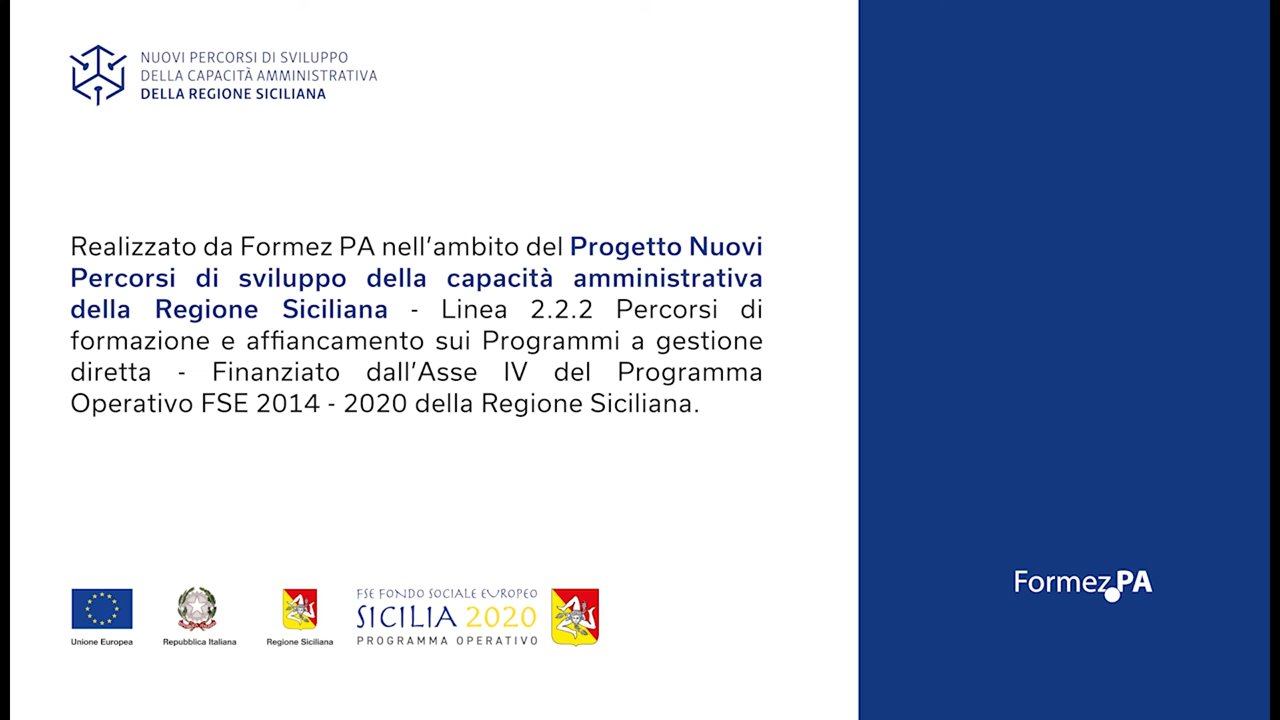 NUOVI PERCORSI DI SVILUPPO
DELLA CAPACITÀ AMMINISTRATIVA
DELLA REGIONE SICILIANA
Realizzato da Formez PA nell'ambito del Progetto Nuovi
Percorsi di sviluppo della capacità amministrativa
della Regione Siciliana - Linea 2.2.2 Percorsi di
formazione e affiancamento sui Programmi a gestione
diretta - Finanziato dall'Asse IV del Programma
Operativo FSE 2014 - 2020 della Regione Siciliana.
Unione Europea
Repubblica Italiana
Regione Siciliana
FSE FONDO SOCIALE EUROPEO
SICILIA 2020
PROGRAMMA OPERATIVO
Formez.PA